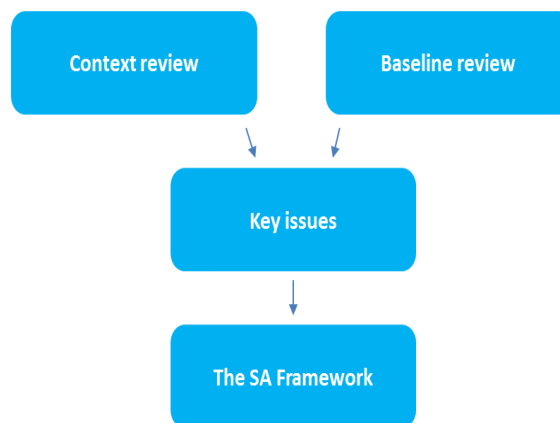 Context review
Baseline review
Key issues
The SA Framework